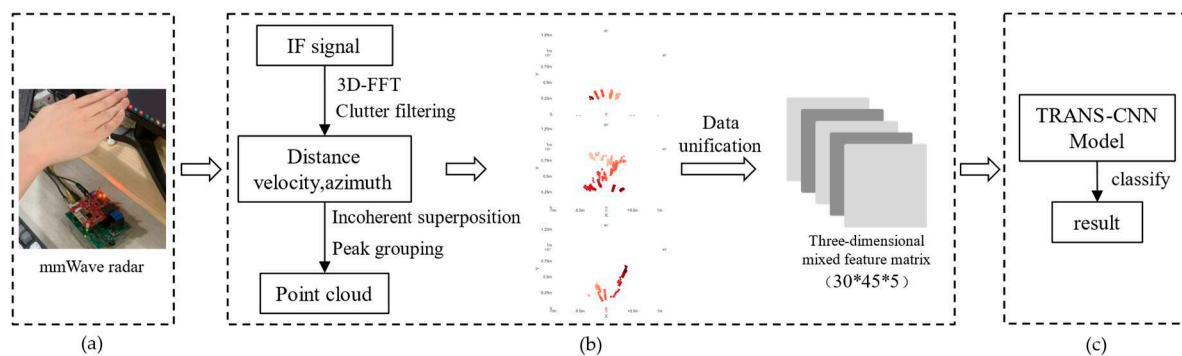 mmWave radar
(a)
IF signal
3D-FFT
Clutter filtering
Distance
velocity,azimuth
Incoherent superposition
Peak grouping
Point cloud
Data
unification
Three-dimensional
mixed feature matrix
(30*45*5)
(b)
TRANS-CNN
Model
classify
result
(c)